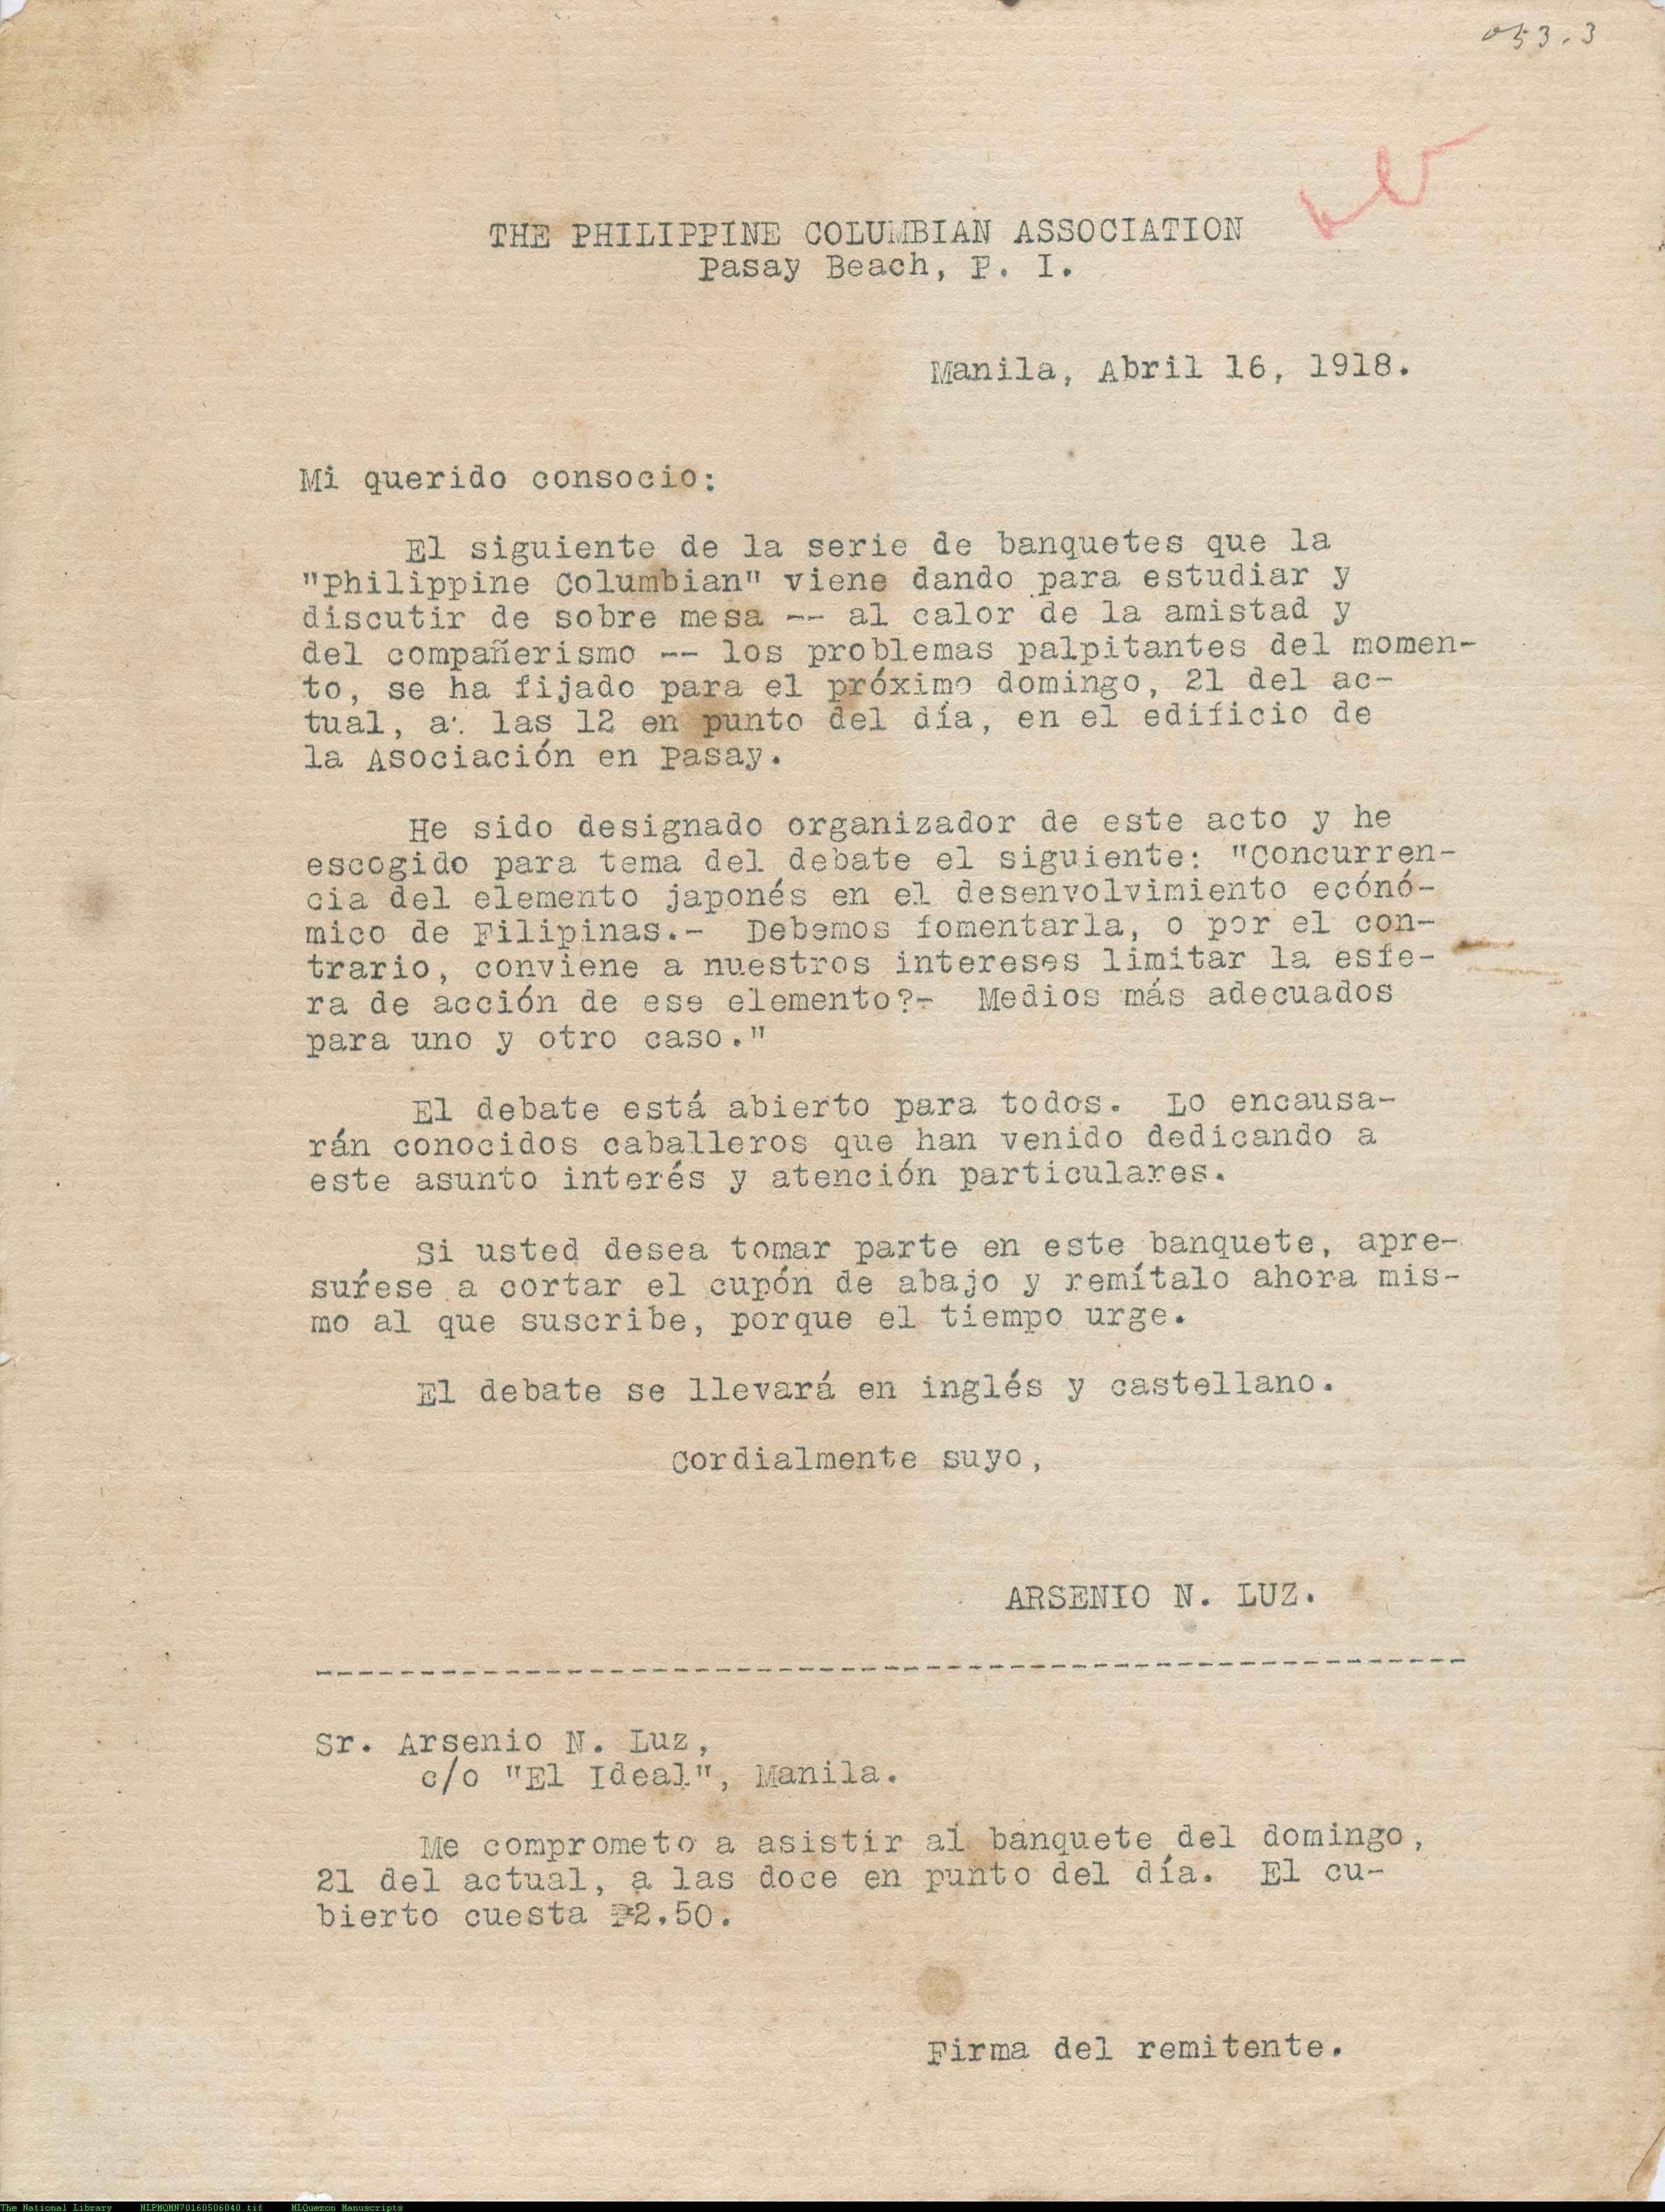 053.3
THE PHILIPPINE COLUMBIAN ASSOCIATION
Pasay Beach, P. I.
Manila, Abril 16, 1918.
Mi querido consocio:
El siguiente de la serie de banquetes que la
"Philippine Columbian" viene dando para estudiar y
discutir de sobre mesa -- al calor de la amistad y
del compañerismo -- los problemas palpitantes del momen-
to, se ha fijado para el próximo domingo, 21 del ac-
tual, a: las 12 en punto del día, en el edificio de
la Asociación en Pasay.
He sido designado organizador de este acto y he
escogido para tema del debate el siguiente: "Concurren-
cia del elemento japonés en el desenvolvimiento ecónó-
mico de Filipinas.- Debemos fomentarla, o por el con-
trario, conviene a nuestros intereses limitar la esfe-
ra de acción de ese elemento?- Medios más adecuados
para uno y otro caso."
El debate está abierto para todos. Lo encausa-
rán conocidos caballeros que han venido dedicando a
este asunto interés y atención particulares.
Si usted desea tomar parte en este banquete, apre-
suŕese a cortar el cupón de abajo y remítalo ahora mis-
mo al que suscribe, porque el tiempo urge.
El debate se llevará en inglés y castellano.
Cordialmente suyo,
ARSENIO N. LUZ.
Sr. Arsenio N. Luz,
c/o "El Ideal", Manila.
Me comprometo a asistir al banquete del domingo,
21 del actual, a las doce en punto del día. El cu-
bierto cuesta ₱2.50.
Firma del remitente.
The National Library NLPMQMN70160506040.tif MLQuezon Manuscripts